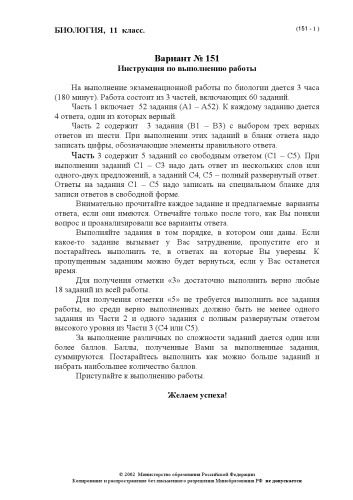 БИОЛОГИЯ, 11 класс.
(151 - 1 )
Вариант № 151
Инструкция по выполнению работы
На выполнение экзаменационной работы по биологии дается 3 часа
(180 минут). Работа состоит из 3 частей, включающих 60 заданий.
Часть 1 включает 52 задания (А1 – А52). К каждому заданию дается
4 ответа, один из которых верный.
Часть 2 содержит 3 задания (В1 – В3) с выбором трех верных
ответов из шести. При выполнении этих заданий в бланк ответа надо
записать цифры, обозначающие элементы правильного ответа.
Часть 3 содержит 5 заданий со свободным ответом (С1 – С5). При
выполнении заданий С1 – С3 надо дать ответ из нескольких слов или
одного-двух предложений, а заданий С4, С5 – полный развернутый ответ.
Ответы на задания С1 – С5 надо записать на специальном бланке для
записи ответов в свободной форме.
Внимательно прочитайте каждое задание и предлагаемые варианты
ответа, если они имеются. Отвечайте только после того, как Вы поняли
вопрос и проанализировали все варианты ответа.
Выполняйте задания в том порядке, в котором они даны. Если
какое-то задание вызывает у Вас затруднение, пропустите его и
постарайтесь выполнить те, в ответах на которые Вы уверены. К
пропущенным заданиям можно будет вернуться, если у Вас останется
время.
Для получения отметки «3» достаточно выполнить верно любые
18 заданий из всей работы.
Для получения отметки «5» не требуется выполнить все задания
работы, но среди верно выполненных должно быть не менее одного
задания из Части 2 и одного задания с полным развернутым ответом
высокого уровня из Части 3 (С4 или С5).
За выполнение различных по сложности заданий дается один или
более баллов. Баллы, полученные Вами за выполненные задания,
суммируются. Постарайтесь выполнить как можно больше заданий и
набрать наибольшее количество баллов.
Приступайте к выполнению работы.
Желаем успеха!
© 2002 Министерство образования Российской Федерации
Копирование и распространение без письменного разрешения Минобразования РФ не допускается